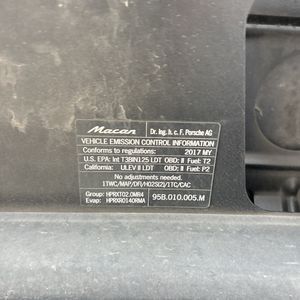 Macan Dr. Ing. h. c. F. Porsche AG
VEHICLE EMISSION CONTROL INFORMATION
Conforms to regulations: 2017 MY
U.S. EPA: Int T3BIN125 LDT OBD: II Fuel: T2
California: ULEV II LDT OBD: II Fuel: P2
No adjustments needed.
1TWC/MAP/DFI/HO2S(2)/1TC/CAC
Group: HPRXT02.0MR4
Evap: HPRXR0140RMA 95B.010.005.M